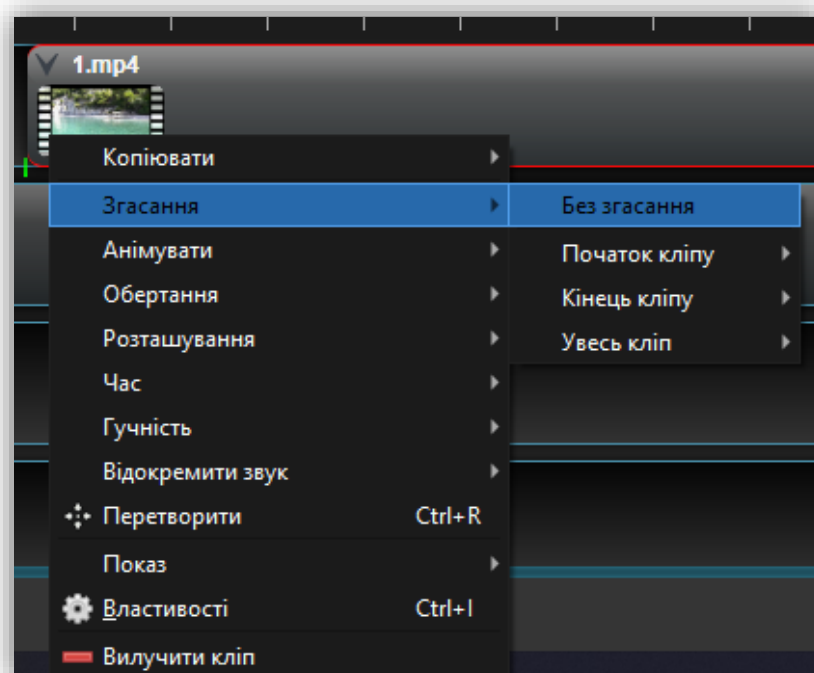 1.mp4
Копіювати
Згасання
Без згасання
Анімувати
Початок кліпу
Обертання
Кінець кліпу
Розташування
Увесь кліп
Час
Гучність
Відокремити звук
Перетворити Ctrl+R
Показ
Властивості Ctrl+I
Вилучити кліп